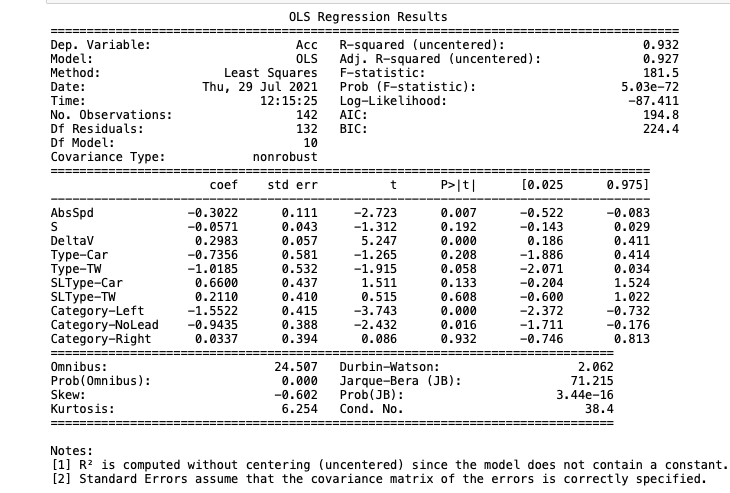 OLS Regression Results
Dep. Variable: Acc R-squared (uncentered): 0.932
Model: OLS Adj. R-squared (uncentered): 0.927
Method: Least Squares F-statistic: 181.5
Date: Thu, 29 Jul 2021 Prob (F-statistic): 5.03e-72
Time: 12:15:25 Log-Likelihood: -87.411
No. Observations: 142 AIC: 194.8
Df Residuals: 132 BIC: 224.4
Df Model: 10
Covariance Type: nonrobust
coef std err t P>|t| [0.025 0.975]
AbsSpd -0.3022 0.111 -2.723 0.007 -0.522 -0.083
S -0.0571 0.043 -1.312 0.192 -0.143 0.029
DeltaV 0.2983 0.057 5.247 0.000 0.186 0.411
Type-Car -0.7356 0.581 -1.265 0.208 -1.886 0.414
Type-TW -1.0185 0.532 -1.915 0.058 -2.071 0.034
SLType-Car 0.6600 0.437 1.511 0.133 -0.204 1.524
SLType-TW 0.2110 0.410 0.515 0.608 -0.600 1.022
Category-Left -1.5522 0.415 -3.743 0.000 -2.372 -0.732
Category-NoLead -0.9435 0.388 -2.432 0.016 -1.711 -0.176
Category-Right 0.0337 0.394 0.086 0.932 -0.746 0.813
Omnibus: 24.507 Durbin-Watson: 2.062
Prob(Omnibus): 0.000 Jarque-Bera (JB): 71.215
Skew: -0.602 Prob(JB): 3.44e-16
Kurtosis: 6.254 Cond. No. 38.4
Notes:
[1] R² is computed without centering (uncentered) since the model does not contain a constant.
[2] Standard Errors assume that the covariance matrix of the errors is correctly specified.